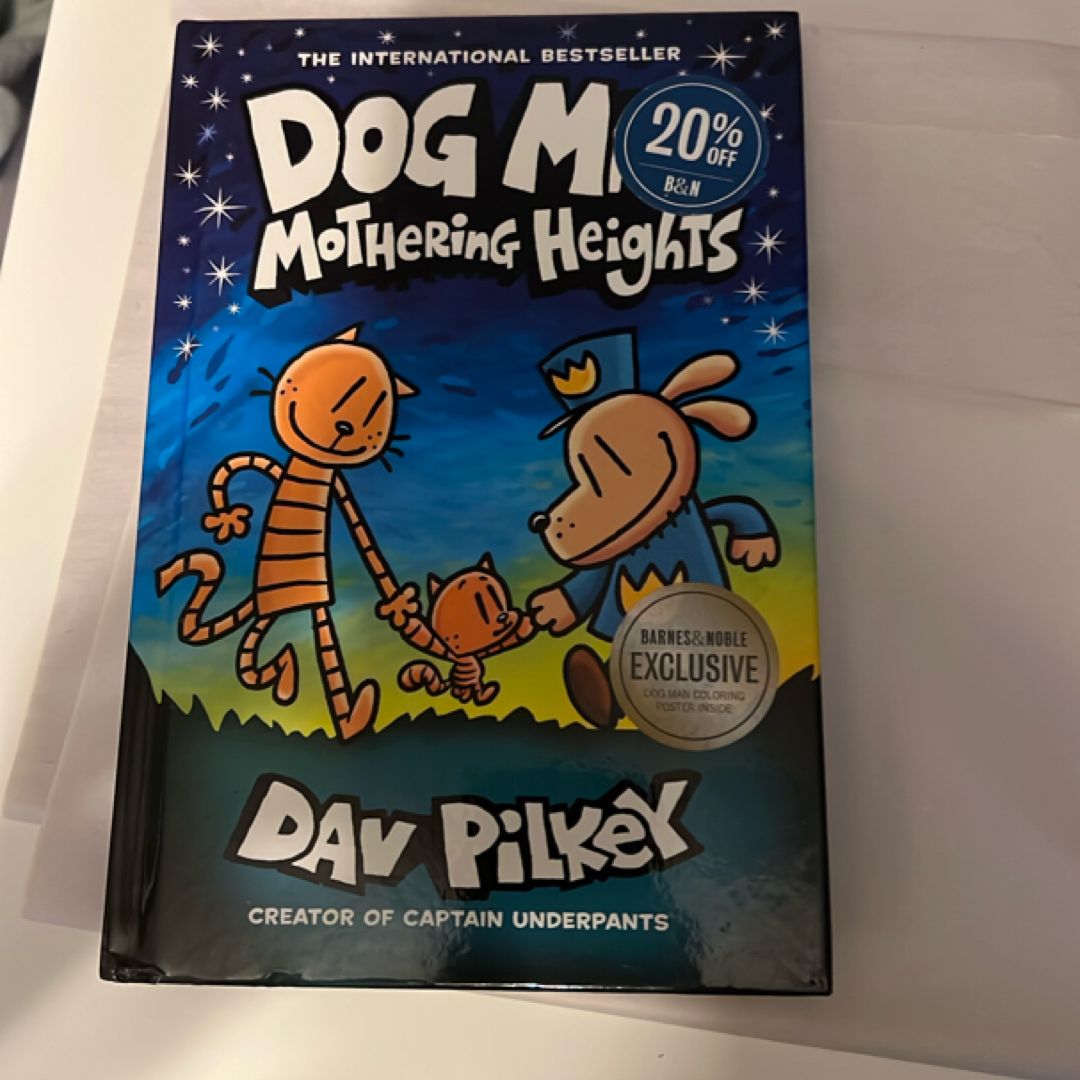 THE INTERNATIONAL BESTSELLER
DOG M
20% OFF
B&N
MOTHERING HEIGHTS
BARNES&NOBLE
EXCLUSIVE
DOG MAN COLORING
POSTER INSIDE
DAV PILKEY
CREATOR OF CAPTAIN UNDERPANTS